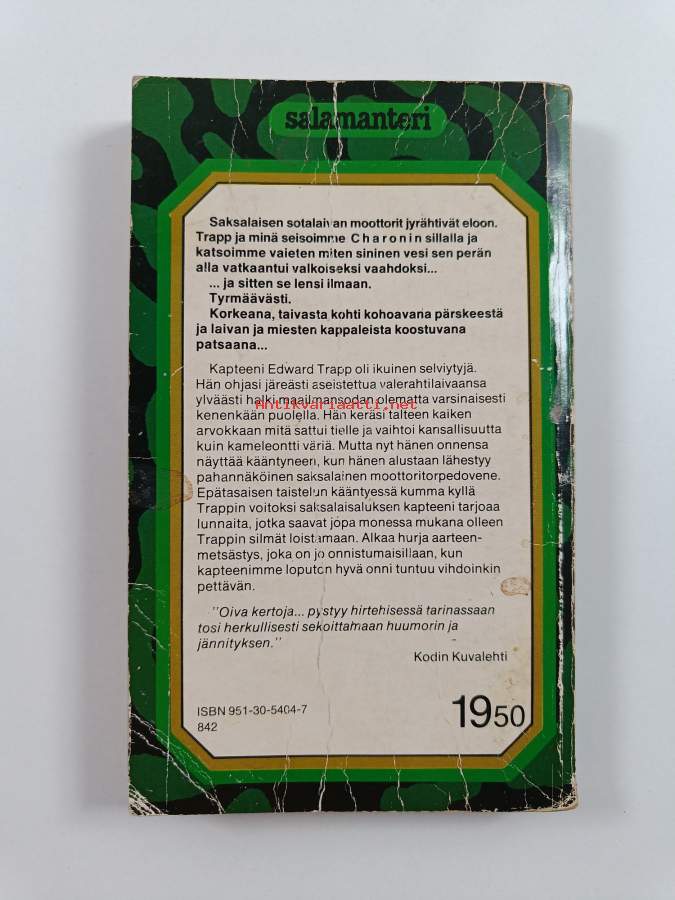 salamanteri
Saksalaisen sotalaivan moottorit jyrähtivät eloon.
Trapp ja minä seisoimme Charonin sillalla ja
katsoimme vaieten miten sininen vesi sen perän
alla vatkaantui valkoiseksi vaahdoksi...
... ja sitten se lensi ilmaan.
Tyrmäävästi.
Korkeana, taivasta kohti kohoavana pärskeestä
ja laivan ja miesten kappaleista koostuvana
patsaana...
Kapteeni Edward Trapp oli ikuinen selviytyjä.
Hän ohjasi järeästi aseistettua valerahtilaivaansa
ylväästi halki maailmansodan olematta varsinaisesti
Antikvariaatti.net
kenenkään puolella. Hän keräsi talteen kaiken
arvokkaan mitä sattui tielle ja vaihtoi kansallisuutta
kuin kameleontti väriä. Mutta nyt hänen onnensa
näyttää kääntyneen, kun hänen alustaan lähestyy
pahannäköinen saksalainen moottoritorpedovene.
Epätasaisen taistelun kääntyessä kumma kyllä
Trappin voitoksi saksalaisaluksen kapteeni tarjoaa
lunnaita, jotka saavat jopa monessa mukana olleen
Trappin silmät loistamaan. Alkaa hurja aarteen-
metsästys, joka on jo onnistumaisillaan, kun
kapteenimme loputon hyvä onni tuntuu vihdoinkin
pettävän.
"Oiva kertoja... pystyy hirtehisessä tarinassaan
tosi herkullisesti sekoittamaan huumorin ja
jännityksen."
Kodin Kuvalehti
ISBN 951-30-5404-7
842
1950